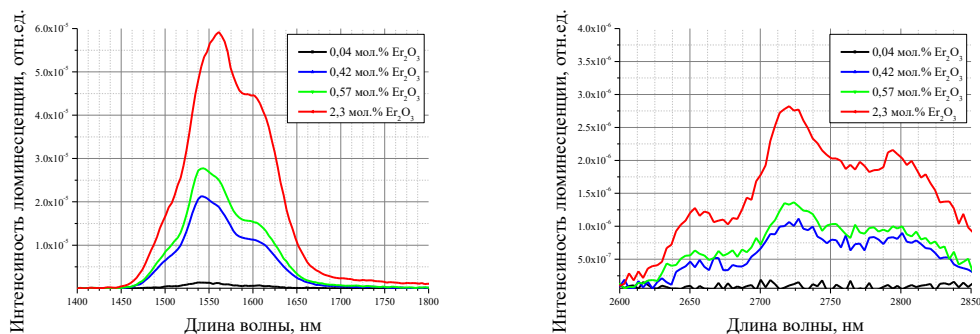 Интенсивность люминесценции, отн.ед.
6.0x10⁻⁵
5.0x10⁻⁵
4.0x10⁻⁵
3.0x10⁻⁵
2.0x10⁻⁵
1.0x10⁻⁵
0,04 мол.% Er₂O₃
0,42 мол.% Er₂O₃
0,57 мол.% Er₂O₃
2,3 мол.% Er₂O₃
1400 1450 1500 1550 1600 1650 1700 1750 1800
Длина волны, нм
Интенсивность люминесценции, отн.ед.
4.0x10⁻⁶
3.5x10⁻⁶
3.0x10⁻⁶
2.5x10⁻⁶
2.0x10⁻⁶
1.5x10⁻⁶
1.0x10⁻⁶
5.0x10⁻⁷
0,04 мол.% Er₂O₃
0,42 мол.% Er₂O₃
0,57 мол.% Er₂O₃
2,3 мол.% Er₂O₃
2600 2650 2700 2750 2800 2850
Длина волны, нм